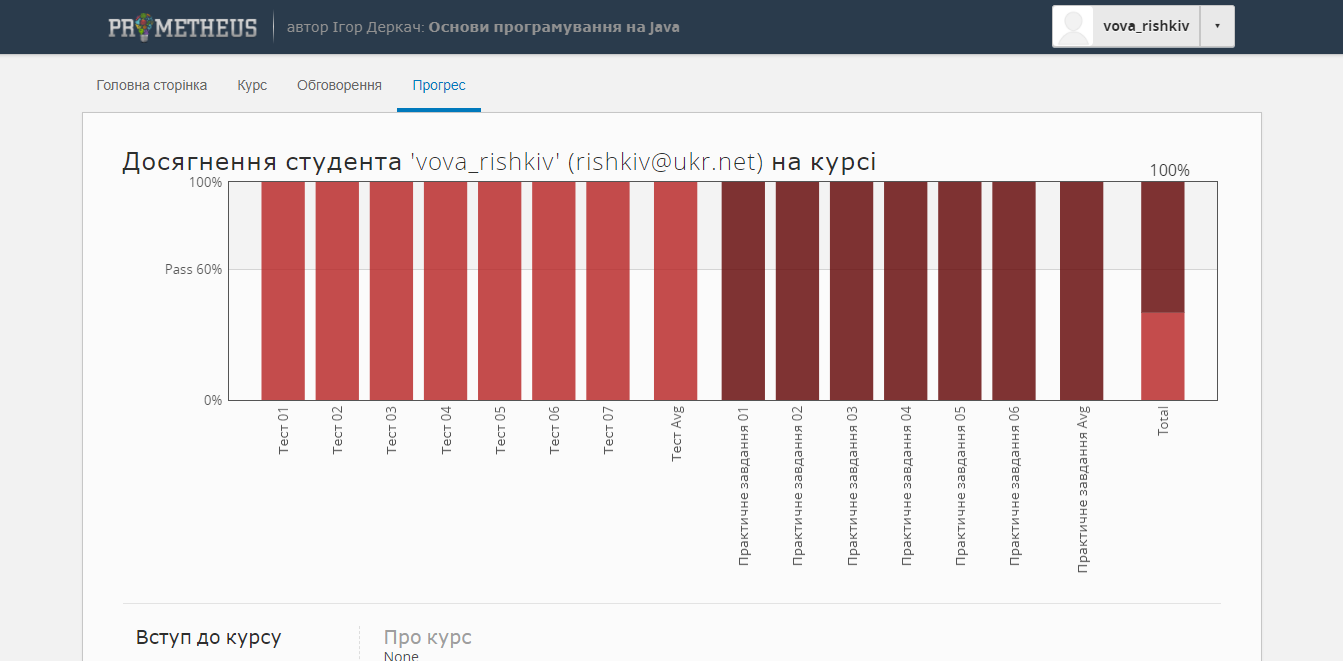 PROMETHEUS автор Ігор Деркач: Основи програмування на Java vova_rishkiv
Головна сторінка Курс Обговорення Прогрес
Досягнення студента 'vova_rishkiv' (rishkiv@ukr.net) на курсі
100%
100%
Pass 60%
0%
Тест 01
Тест 02
Тест 03
Тест 04
Тест 05
Тест 06
Тест 07
Тест Avg
Практичне завдання 01
Практичне завдання 02
Практичне завдання 03
Практичне завдання 04
Практичне завдання 05
Практичне завдання 06
Практичне завдання Avg
Total
Вступ до курсу Про курс
None